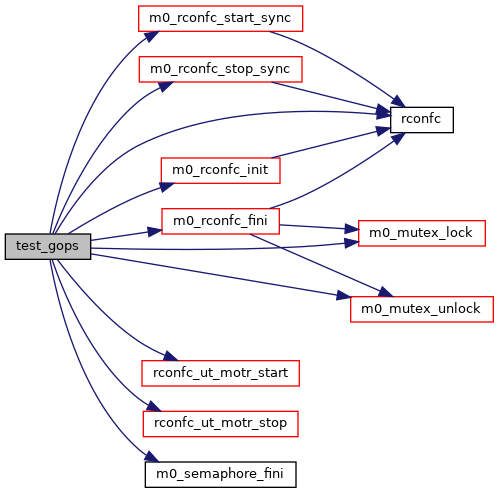 m0_rconfc_start_sync
m0_rconfc_stop_sync
rconfc
m0_rconfc_init
m0_rconfc_fini
m0_mutex_lock
test_gops
m0_mutex_unlock
rconfc_ut_motr_start
rconfc_ut_motr_stop
m0_semaphore_fini